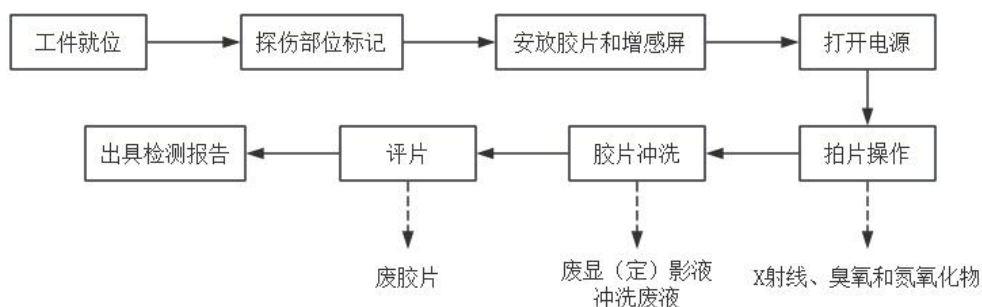 工件就位
探伤部位标记
安放胶片和增感屏
打开电源
拍片操作
胶片冲洗
评片
出具检测报告
废胶片
废显（定）影液
冲洗废液
X射线、臭氧和氮氧化物